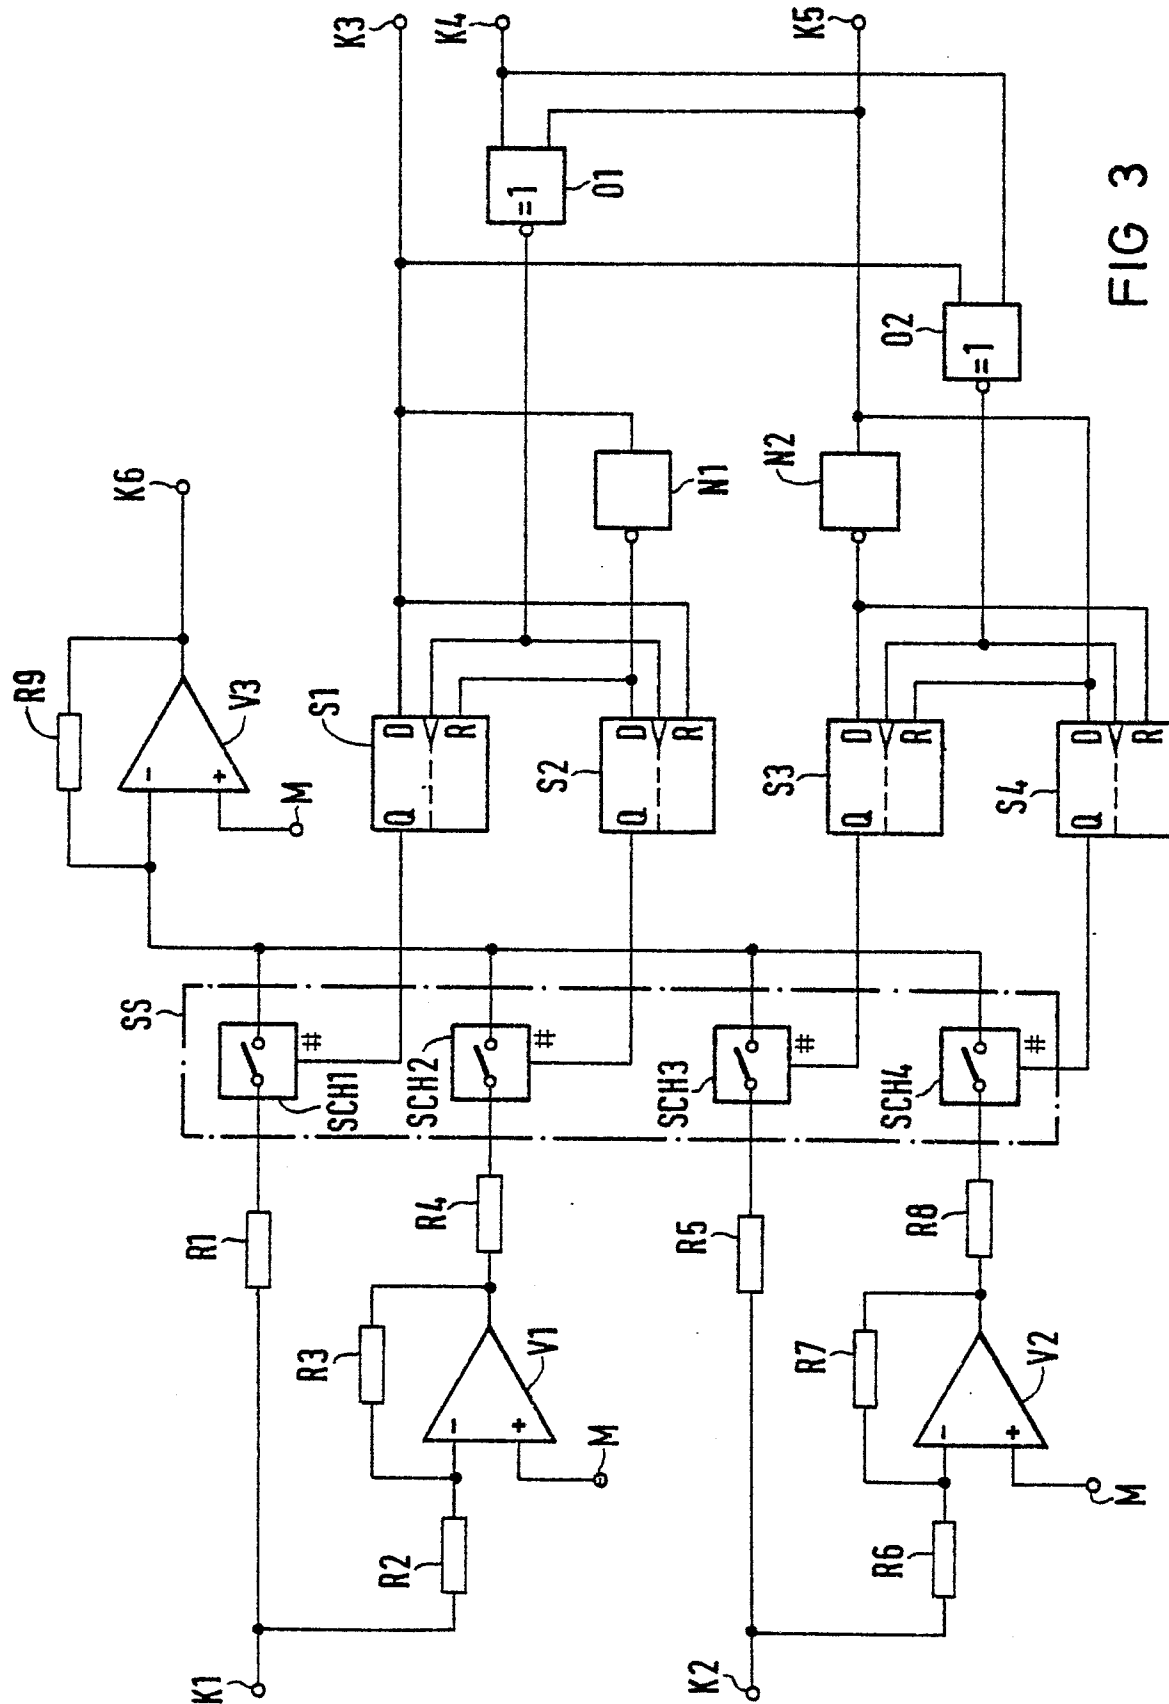 K1
K2
R2
R6
M
M
R3
V1
R7
V2
-
+
-
+
R1
R4
R5
R8
SS
SCH1
SCH2
SCH3
SCH4
#
#
#
#
M
R9
-
+
V3
K6
S1
Q
D
R
S2
Q
D
R
S3
Q
D
R
S4
Q
D
R
N1
N2
O2
=1
O1
=1
K3
K4
K5
FIG 3